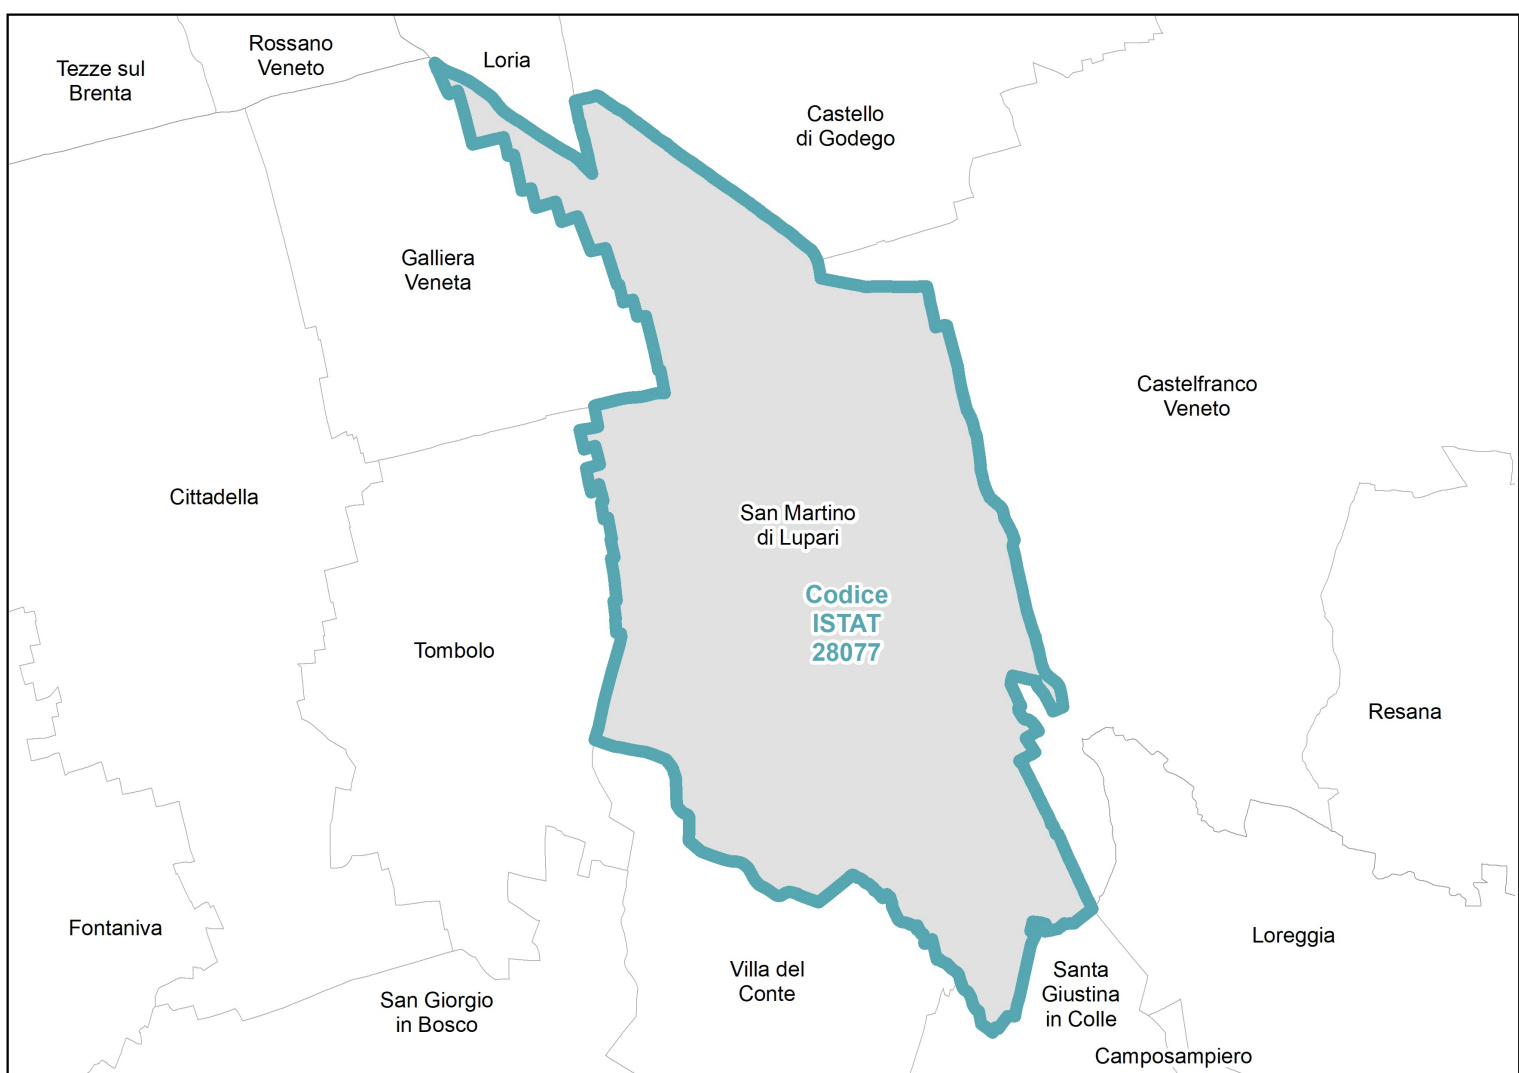 Rossano
Veneto
Loria
Tezze sul
Brenta
Castello
di Godego
Galliera
Veneta
Castelfranco
Veneto
Cittadella
San Martino
di Lupari
Codice
ISTAT
28077
Tombolo
Resana
Fontaniva
Loreggia
Villa del
Conte
Santa
Giustina
in Colle
San Giorgio
in Bosco
Camposampiero